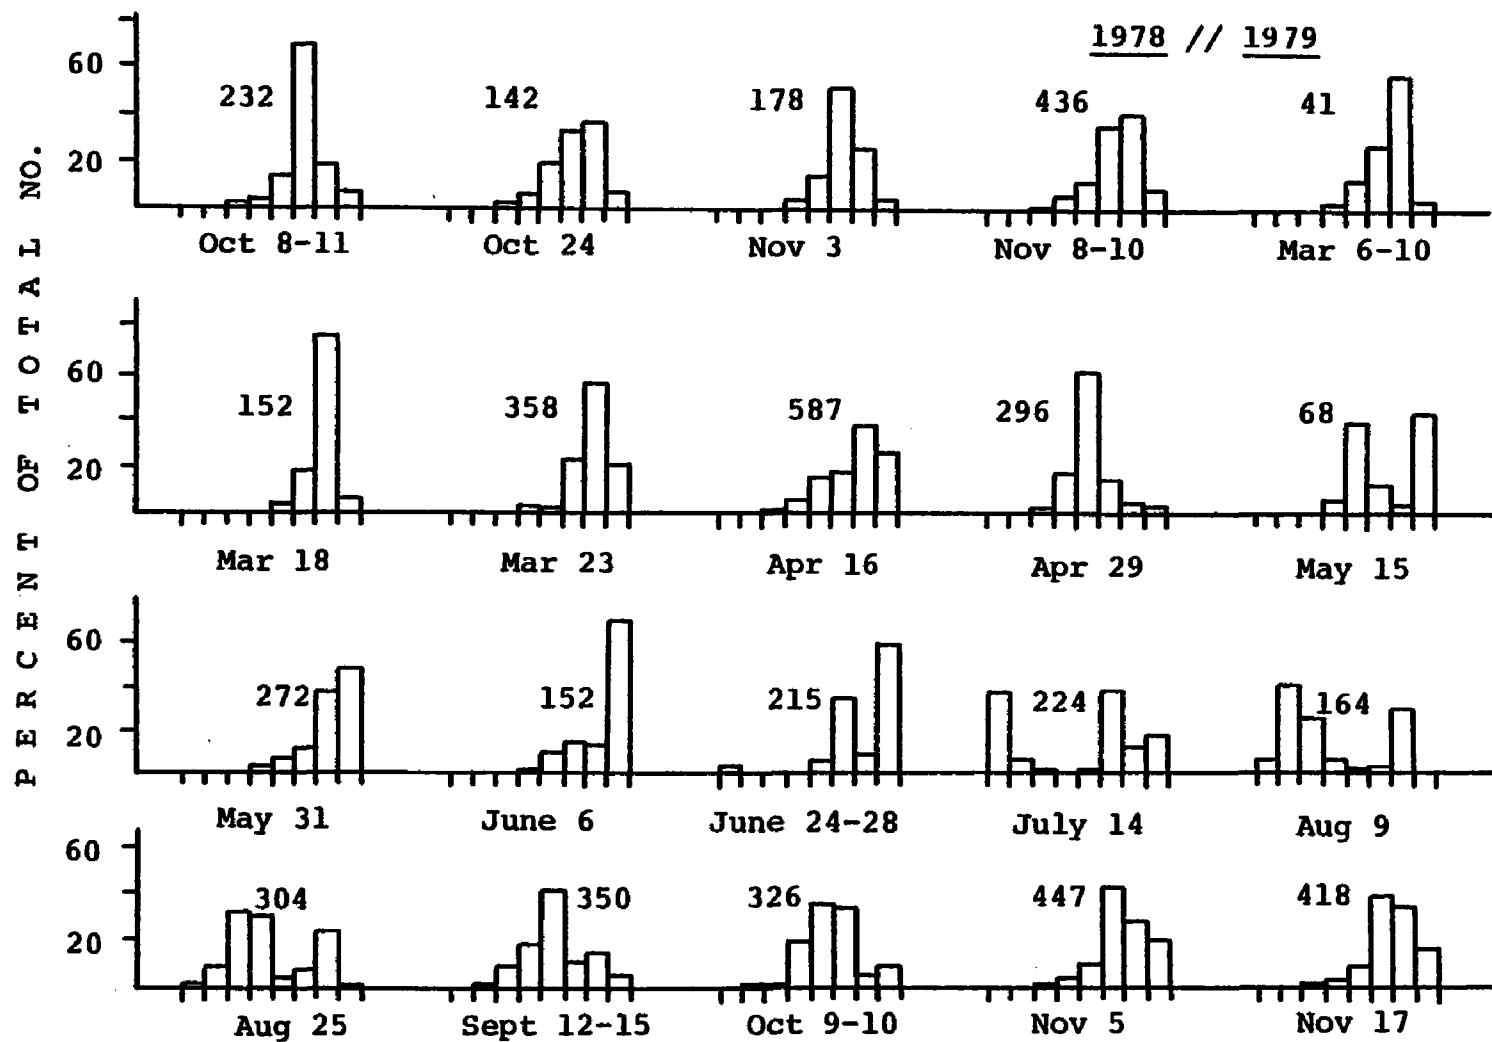 1978 // 1979
PERCENT OF TOTAL NO.
60
20
232
142
178
436
41
Oct 8-11
Oct 24
Nov 3
Nov 8-10
Mar 6-10
60
20
152
358
587
296
68
Mar 18
Mar 23
Apr 16
Apr 29
May 15
60
20
272
152
215
224
164
May 31
June 6
June 24-28
July 14
Aug 9
60
20
304
350
326
447
418
Aug 25
Sept 12-15
Oct 9-10
Nov 5
Nov 17